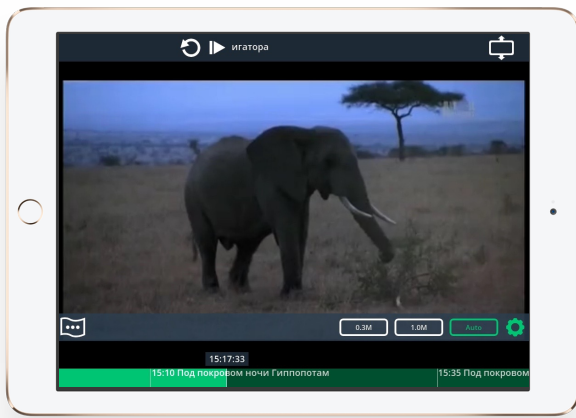 игатора
0.3M
1.0M
Auto
15:17:33
15:10 Под покровом ночи Гиппопотам
15:35 Под покровом